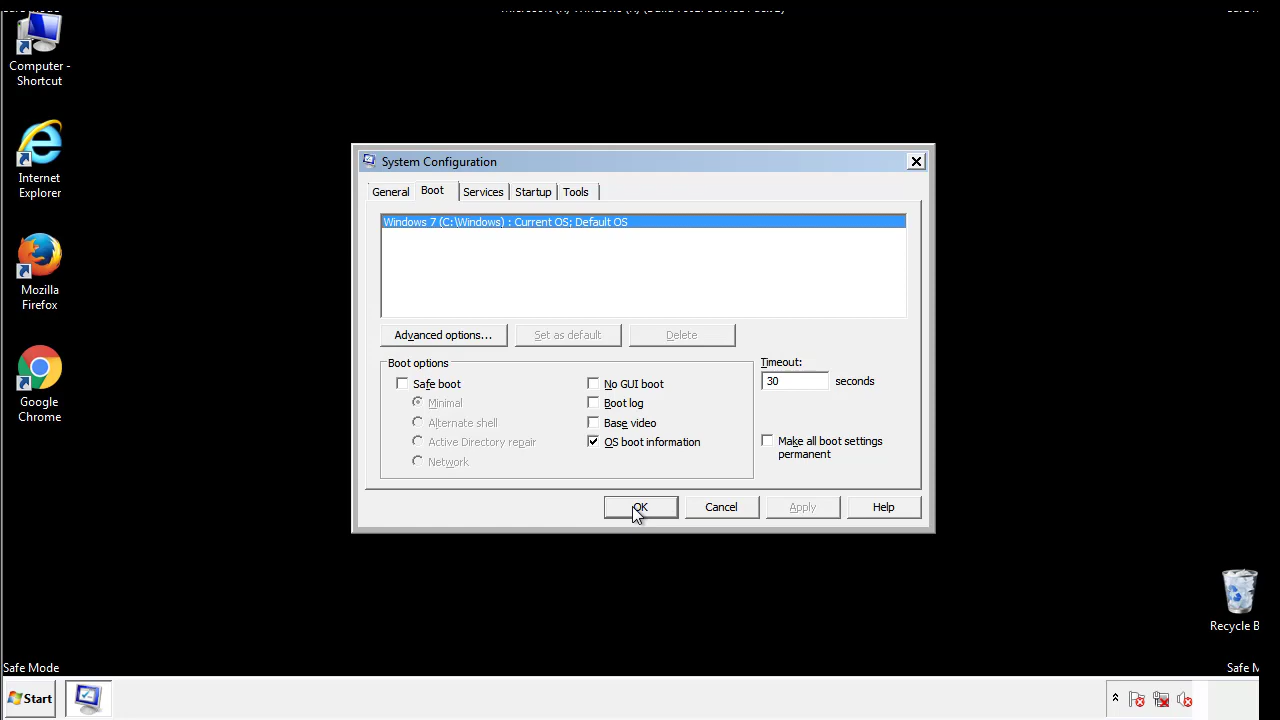 Computer -
Shortcut
Internet
Explorer
Mozilla
Firefox
Google
Chrome
System Configuration
General Boot Services Startup Tools
Windows 7 (C:\Windows) : Current OS; Default OS
Advanced options... Set as default Delete
Boot options
Safe boot
Minimal
Alternate shell
Active Directory repair
Network
No GUI boot
Boot log
Base video
OS boot information
Timeout:
30 seconds
Make all boot settings
permanent
OK Cancel Apply Help
Recycle B
Safe Mode
Safe M
Start